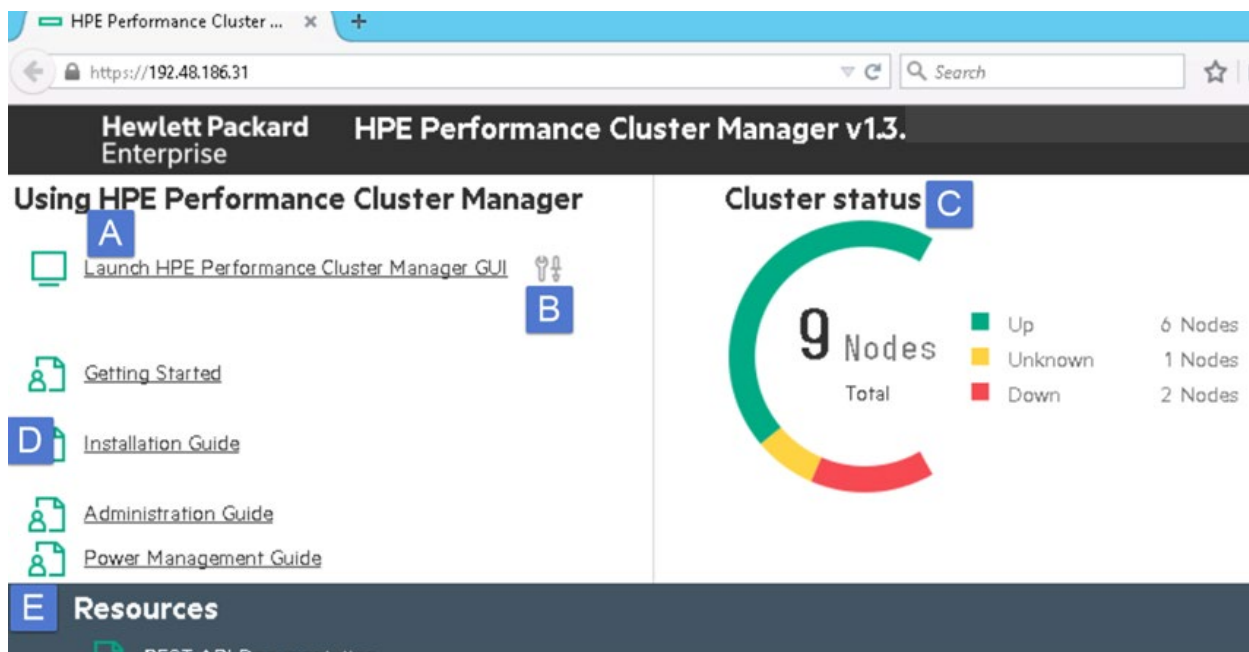 HPE Performance Cluster ... × +
https://192.48.186.31
Search
Hewlett Packard
Enterprise
HPE Performance Cluster Manager v1.3.
Using HPE Performance Cluster Manager
A
Launch HPE Performance Cluster Manager GUI
B
Getting Started
D
Installation Guide
Administration Guide
Power Management Guide
Cluster status
C
9 Nodes
Total
Up 6 Nodes
Unknown 1 Nodes
Down 2 Nodes
E
Resources